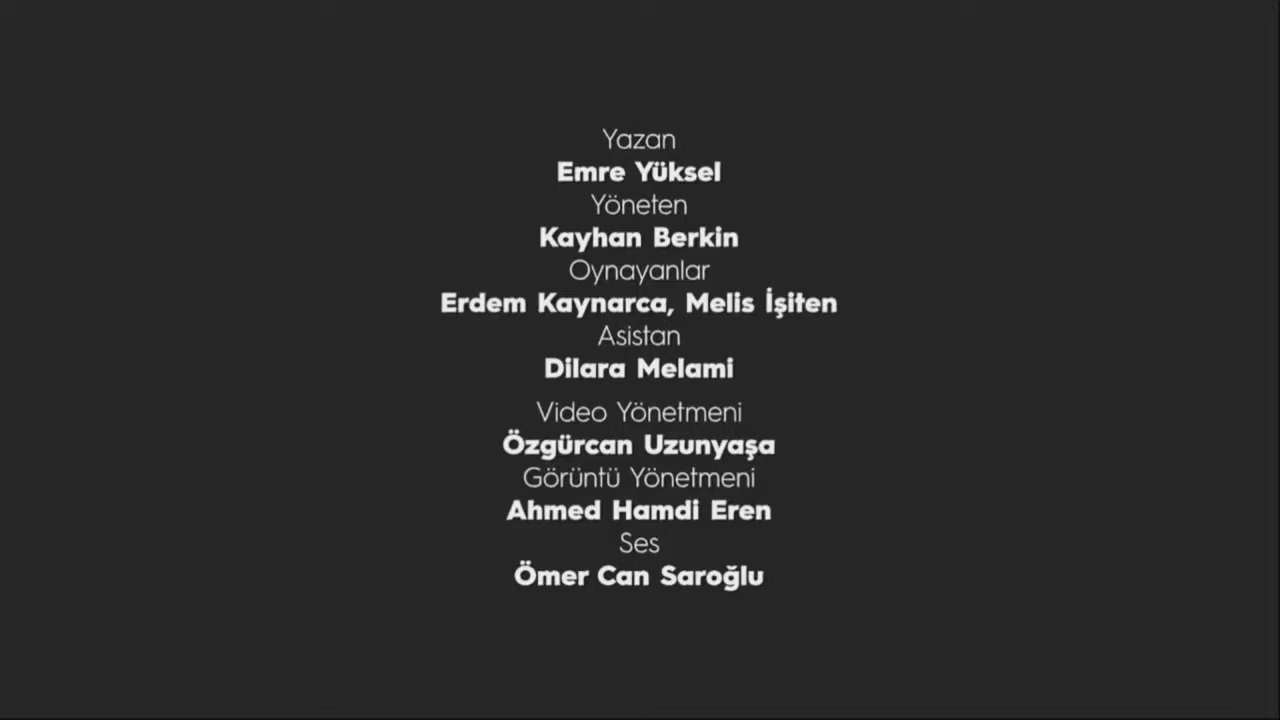 Yazan
Emre Yüksel
Yöneten
Kayhan Berkin
Oynayanlar
Erdem Kaynarca, Melis İşiten
Asistan
Dilara Melami
Video Yönetmeni
Özgürcan Uzunyaşa
Görüntü Yönetmeni
Ahmed Hamdi Eren
Ses
Ömer Can Saroğlu